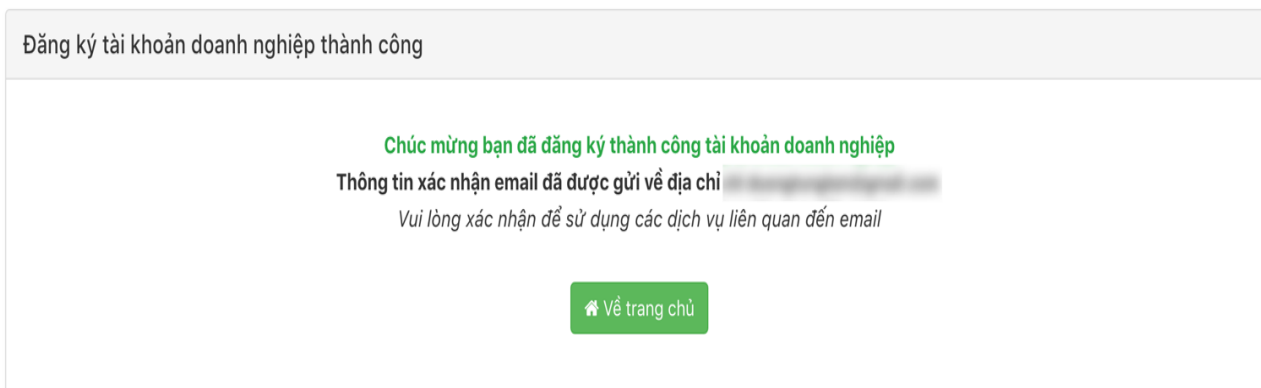 Đăng ký tài khoản doanh nghiệp thành công
Chúc mừng bạn đã đăng ký thành công tài khoản doanh nghiệp
Thông tin xác nhận email đã được gửi về địa chỉ
Vui lòng xác nhận để sử dụng các dịch vụ liên quan đến email
Về trang chủ